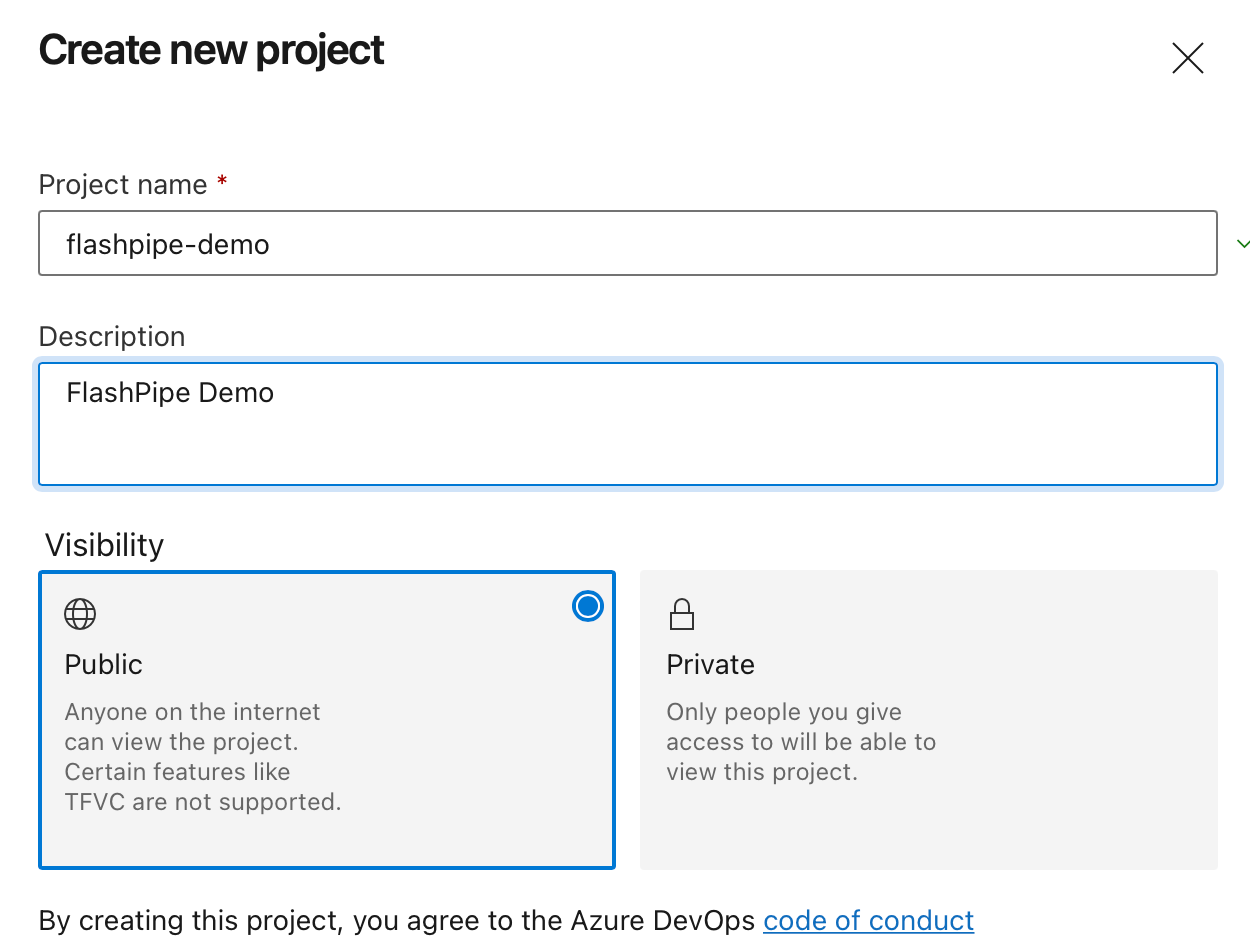 Create new project
Project name *
flashpipe-demo
Description
FlashPipe Demo
Visibility
Public
Anyone on the internet
can view the project.
Certain features like
TFVC are not supported.
Private
Only people you give
access to will be able to
view this project.
By creating this project, you agree to the Azure DevOps code of conduct